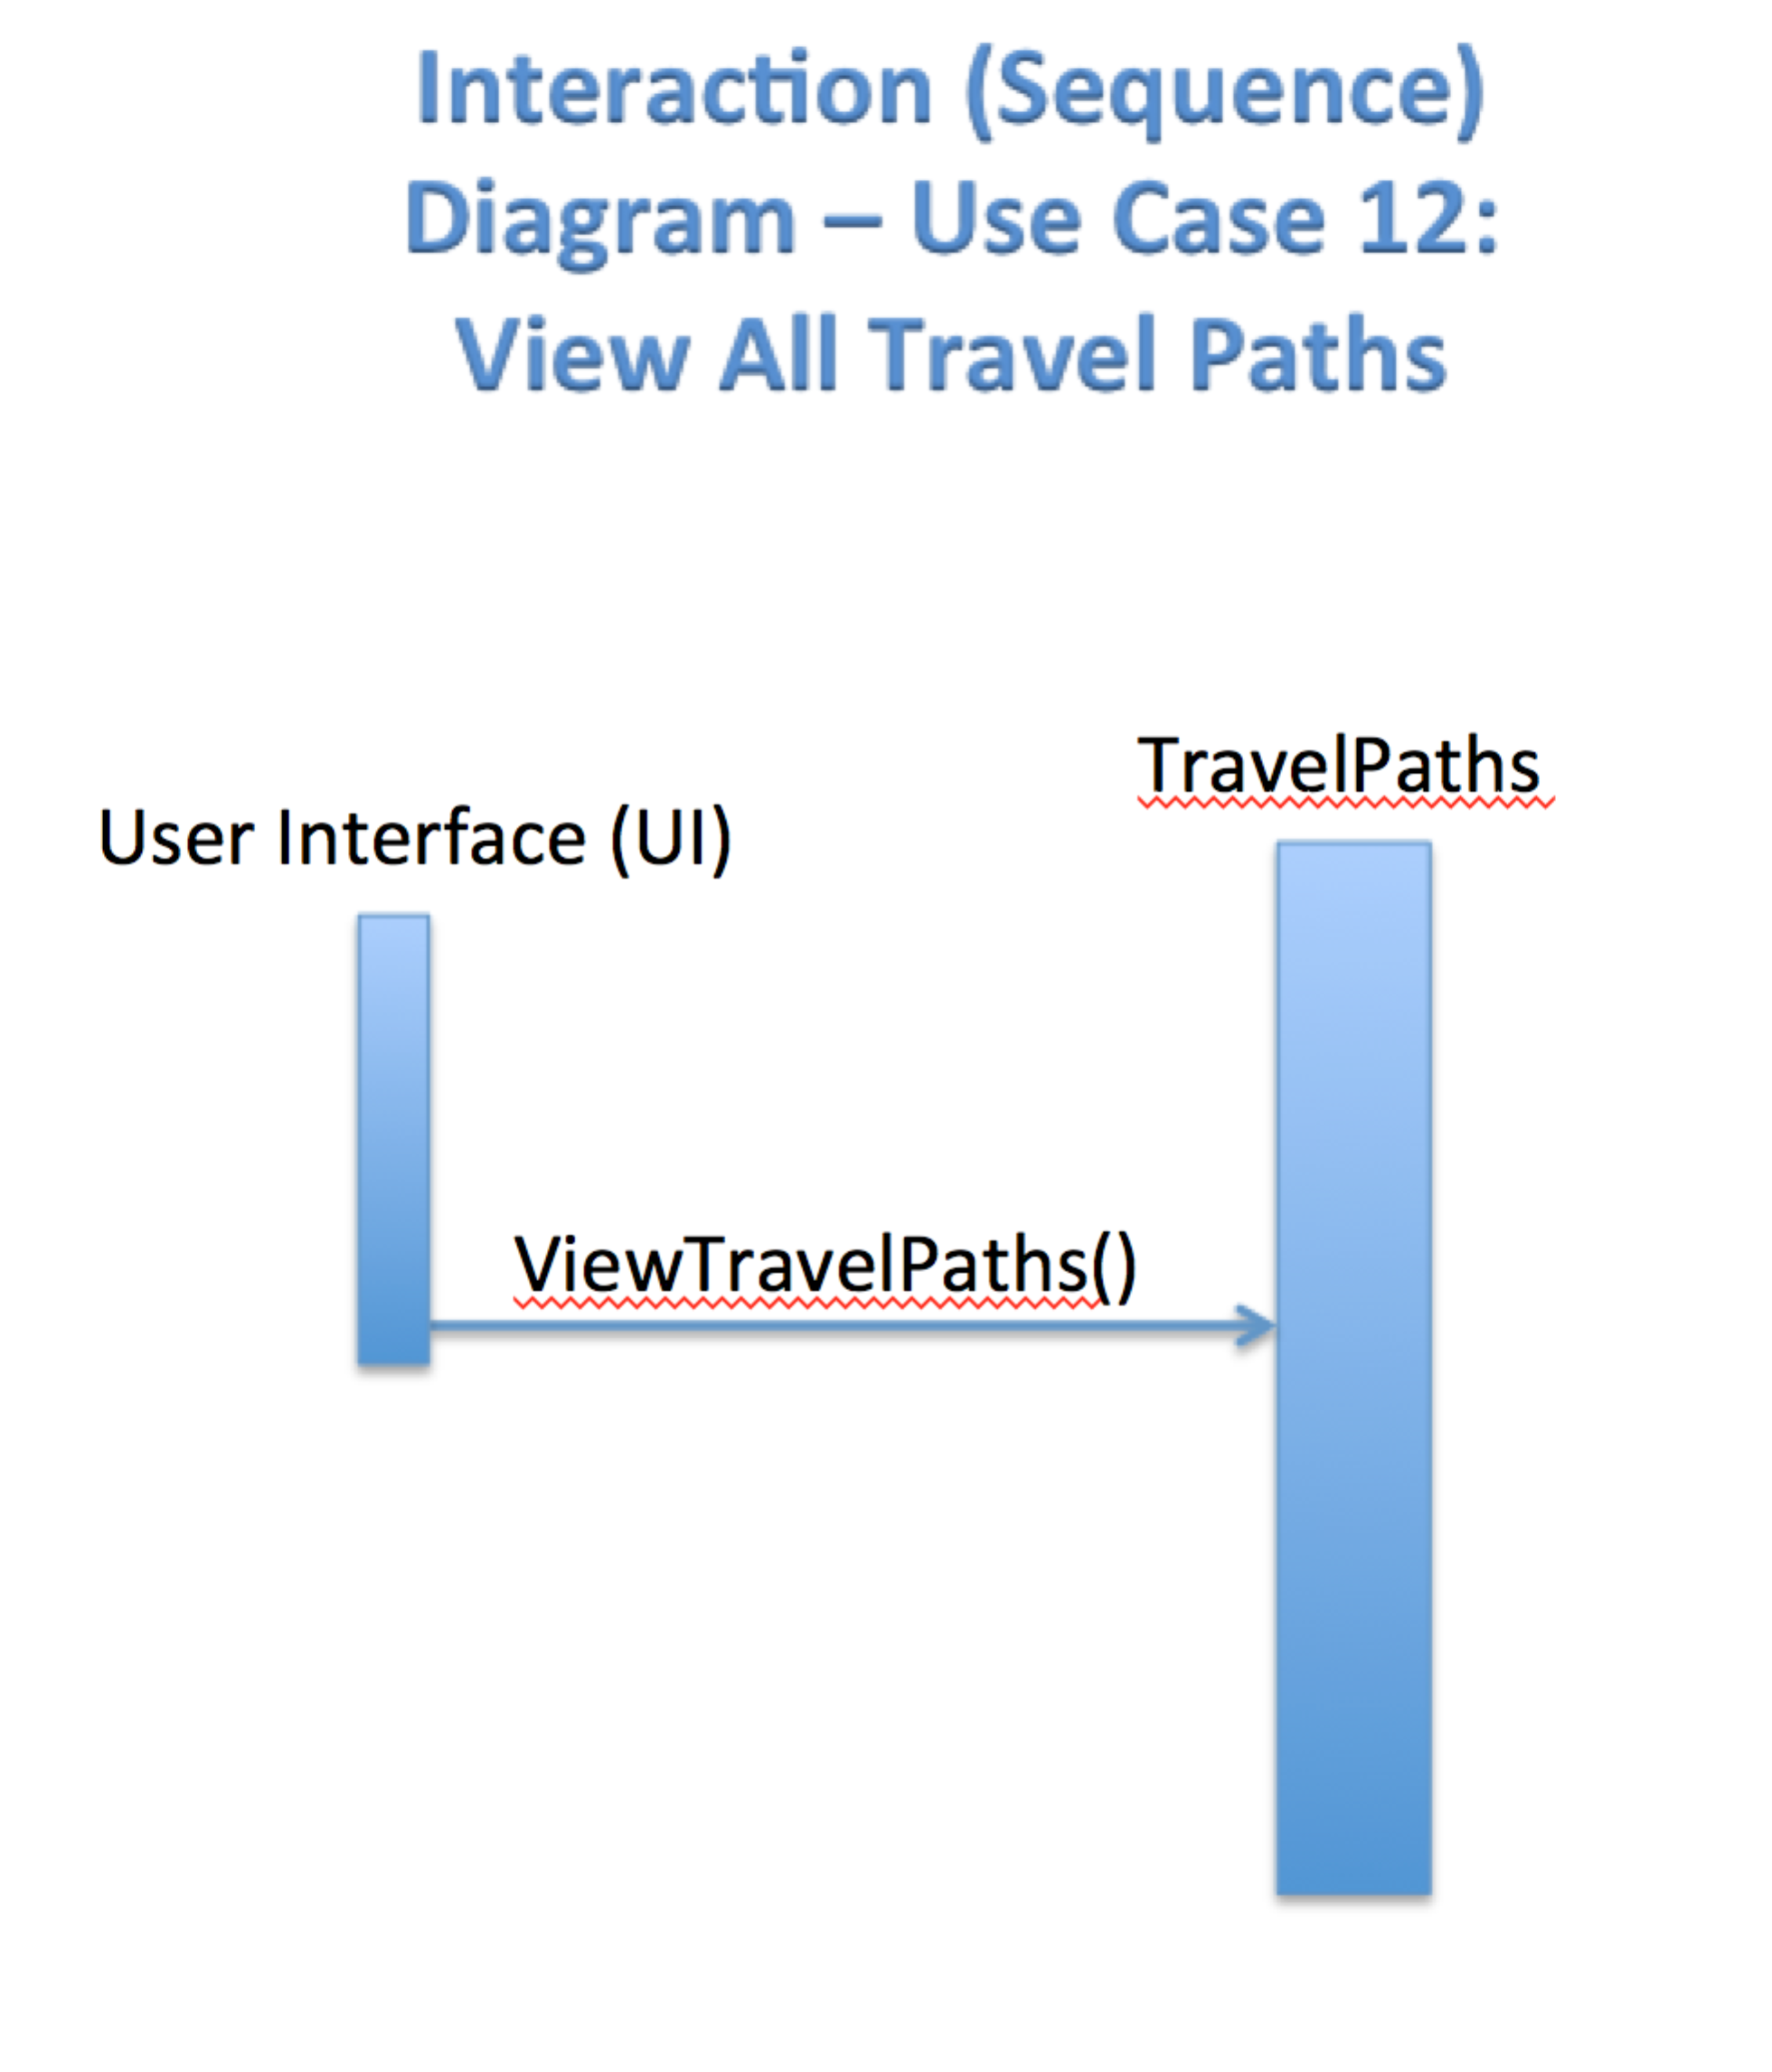 Interaction (Sequence)
Diagram – Use Case 12:
View All Travel Paths
TravelPaths
User Interface (UI)
ViewTravelPaths()